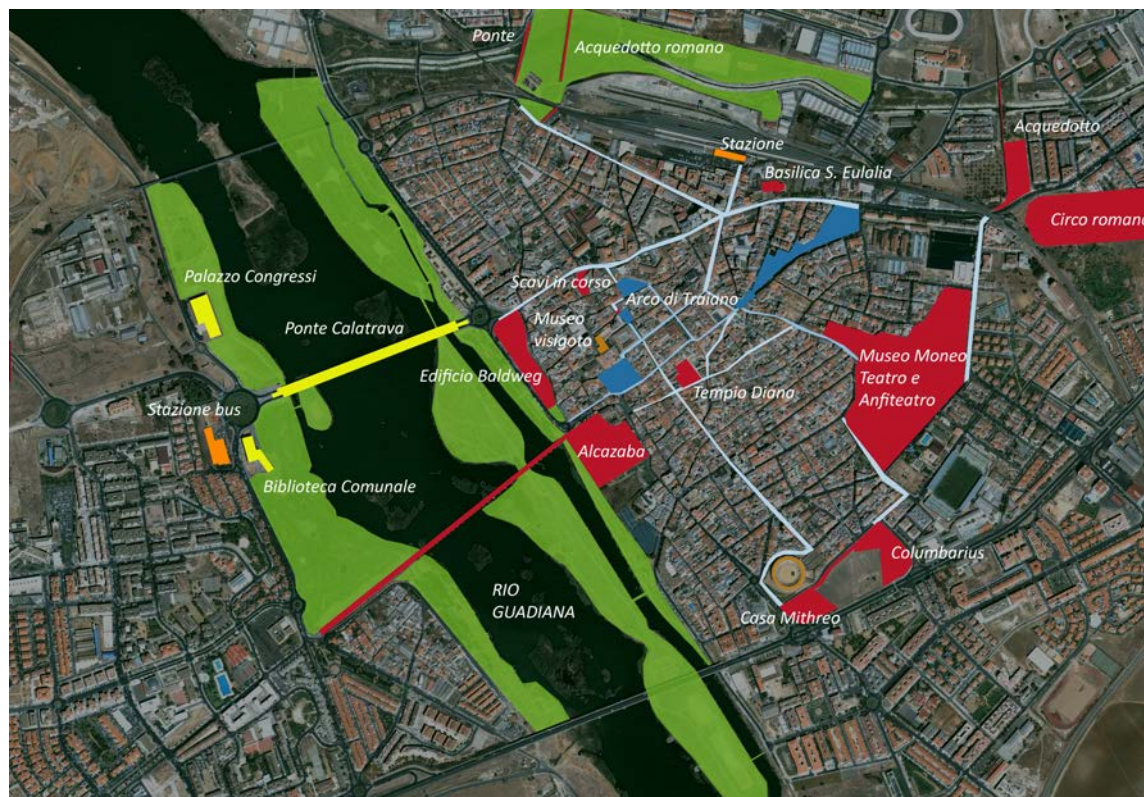 Ponte
Acquedotto romano
Acquedotto
Stazione
Basilica S. Eulalia
Circo romano
Palazzo Congressi
Scavi in corso
Arco di Traiano
Ponte Calatrava
Museo
visigoto
Edificio Baldweg
Museo Moneo
Teatro e
Anfiteatro
Tempio Diana
Stazione bus
Alcazaba
Biblioteca Comunale
Columbarius
RIO
GUADIANA
Casa Mithreo